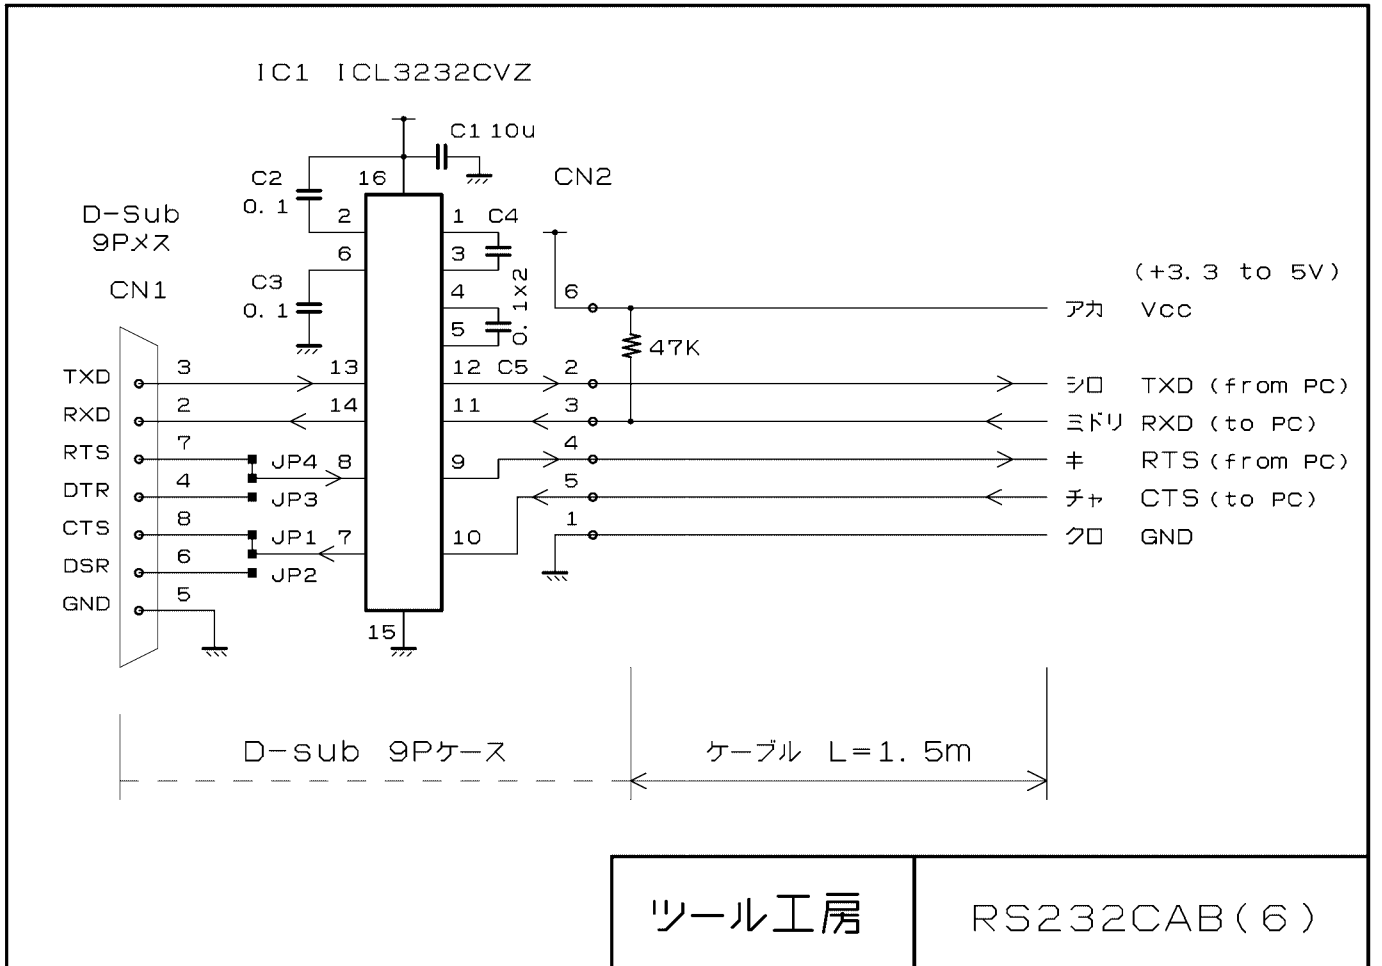 IC1 ICL3232CVZ
C1 10u
C2
0.1
16
CN2
D-Sub
9Pメス
2
1
C4
6
3
(+3.3 to 5V)
CN1
C3
0.1
4
0.1x2
6
アカ Vcc
5
47K
TXD
3
13
12
C5
2
シロ TXD (from PC)
RXD
2
14
11
3
ミドリ RXD (to PC)
RTS
7
JP4
8
9
4
キ RTS (from PC)
DTR
4
JP3
5
チャ CTS (to PC)
CTS
8
JP1
7
10
1
クロ GND
DSR
6
JP2
GND
5
15
D-sub 9Pケース
ケーブル L=1.5m
ツール工房
RS232CAB(6)